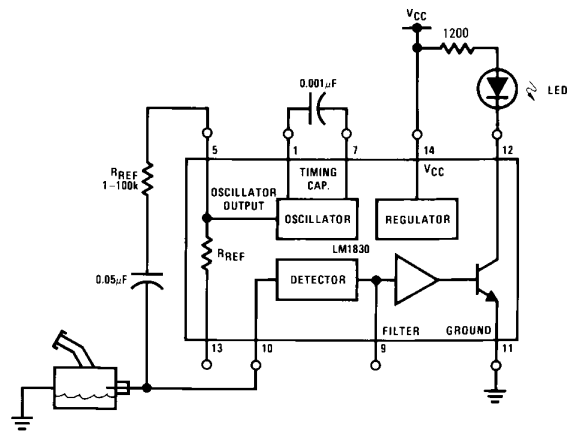 VCC
1200
LED
0.001µF
5
1
7
14
12
TIMING
CAP.
VCC
RREF
1–100k
OSCILLATOR
OUTPUT
OSCILLATOR
REGULATOR
LM1830
RREF
DETECTOR
0.05µF
FILTER
GROUND
13
10
9
11